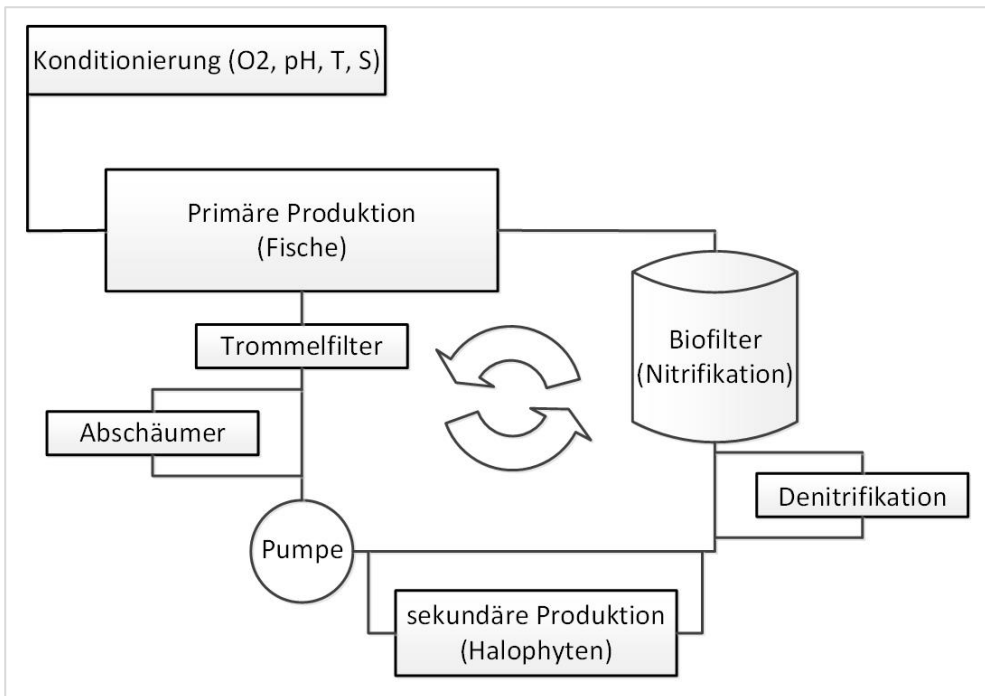 Konditionierung (O2, pH, T, S)
Primäre Produktion
(Fische)
Trommelfilter
Biofilter
(Nitrifikation)
Abschäumer
Denitrifikation
Pumpe
sekundäre Produktion
(Halophyten)